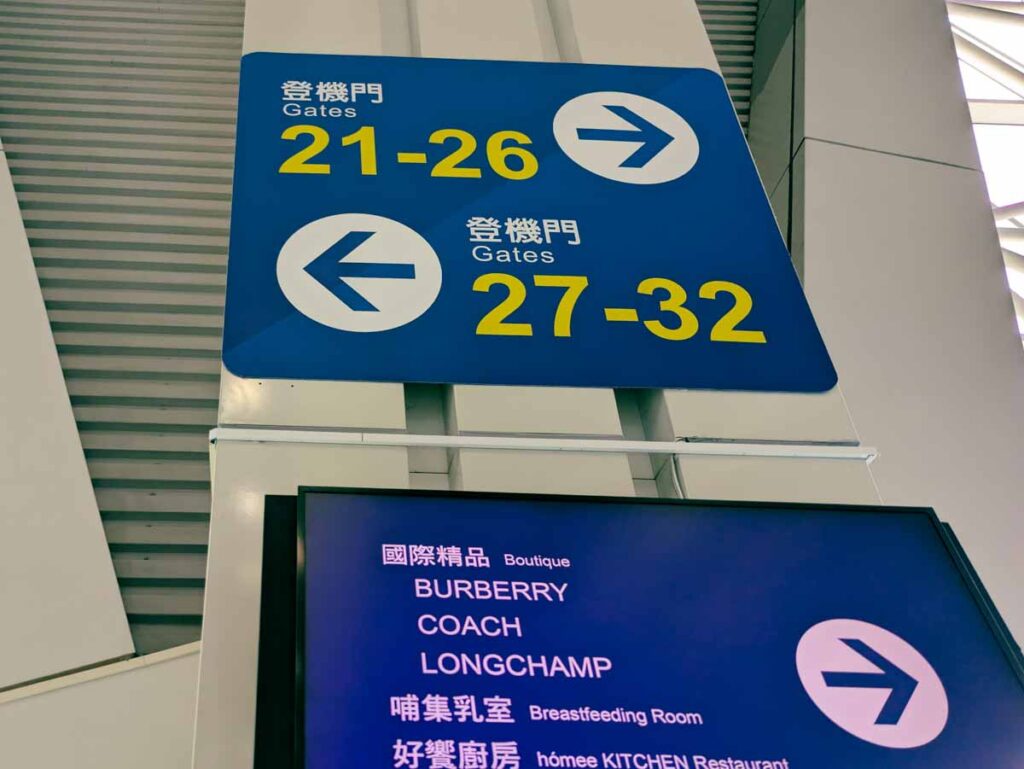 登機門
Gates
21-26
登機門
Gates
27-32
國際精品 Boutique
BURBERRY
COACH
LONGCHAMP
哺集乳室 Breastfeeding Room
好饗廚房 hómee KITCHEN Restaurant